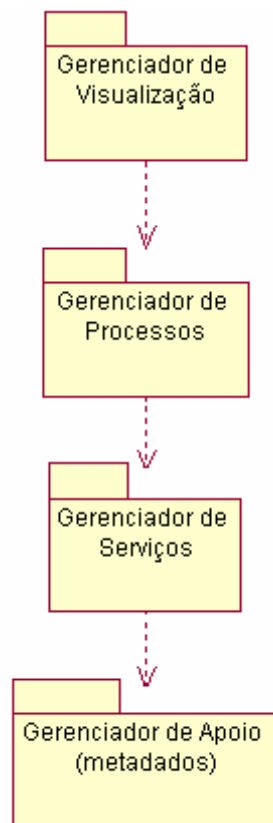 Gerenciador de
Visualização
Gerenciador de
Processos
Gerenciador de
Serviços
Gerenciador de Apoio
(metadados)